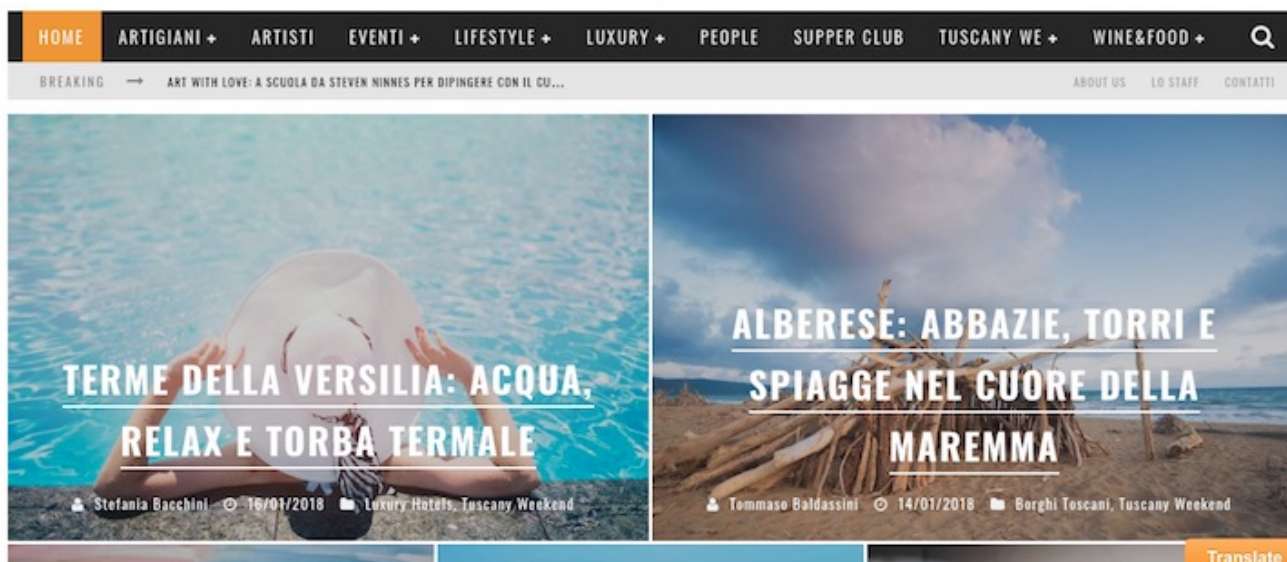 HOME ARTIGIANI + ARTISTI EVENTI + LIFESTYLE + LUXURY + PEOPLE SUPPER CLUB TUSCANY WE + WINE&FOOD +
BREAKING → ART WITH LOVE: A SCUOLA DA STEVEN NINNES PER DIPINGERE CON IL CU... ABOUT US LO STAFF CONTATTI
TERME DELLA VERSILIA: ACQUA,
RELAX E TORBA TERMALE
Stefania Bacchini 16/01/2018 Luxury Hotels, Tuscany Weekend
ALBERESE: ABBAZIE, TORRI E
SPIAGGE NEL CUORE DELLA
MAREMMA
Tommaso Baldassini 14/01/2018 Borghi Toscani, Tuscany Weekend
Translate